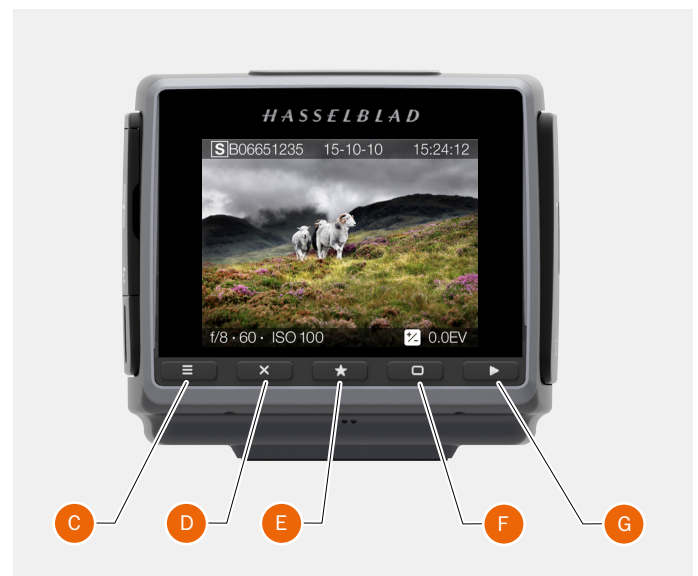 HASSELBLAD
S B06651235 15-10-10 15:24:12
f/8 · 60 · ISO 100 0.0EV
C D E F G